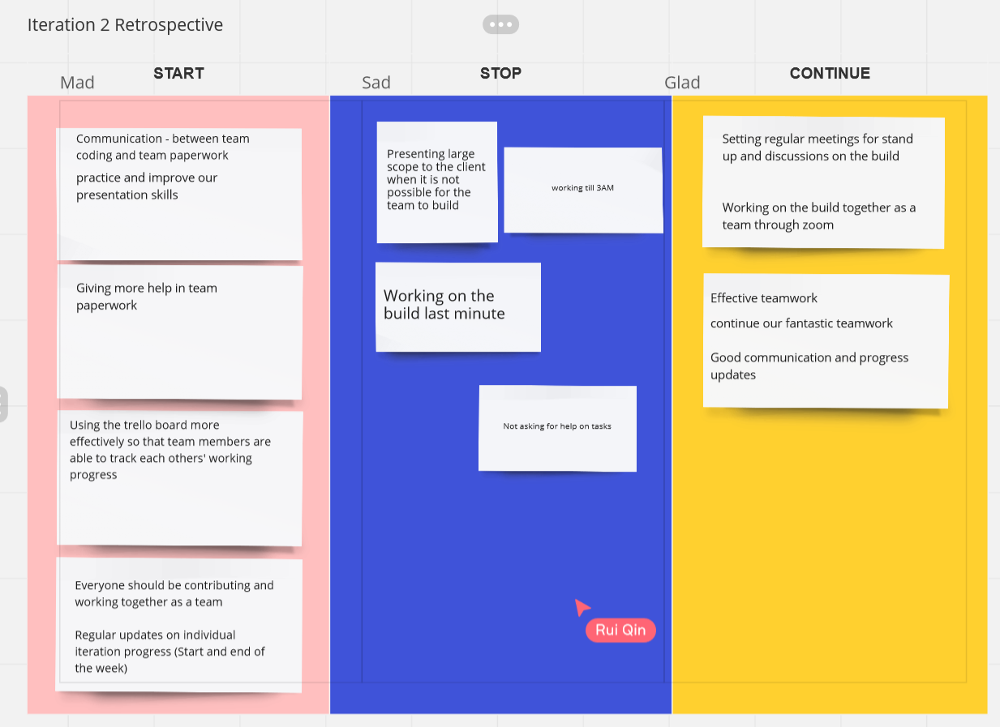 Iteration 2 Retrospective
Mad
START
Communication - between team
coding and team paperwork
practice and improve our
presentation skills
Giving more help in team
paperwork
Using the trello board more
effectively so that team members are
able to track each others' working
progress
Everyone should be contributing and
working together as a team
Regular updates on individual
iteration progress (Start and end of
the week)
Sad
STOP
Presenting large
scope to the client
when it is not
possible for the
team to build
working till 3AM
Working on the
build last minute
Not asking for help on tasks
Rui Qin
Glad
CONTINUE
Setting regular meetings for stand
up and discussions on the build
Working on the build together as a
team through zoom
Effective teamwork
continue our fantastic teamwork
Good communication and progress
updates